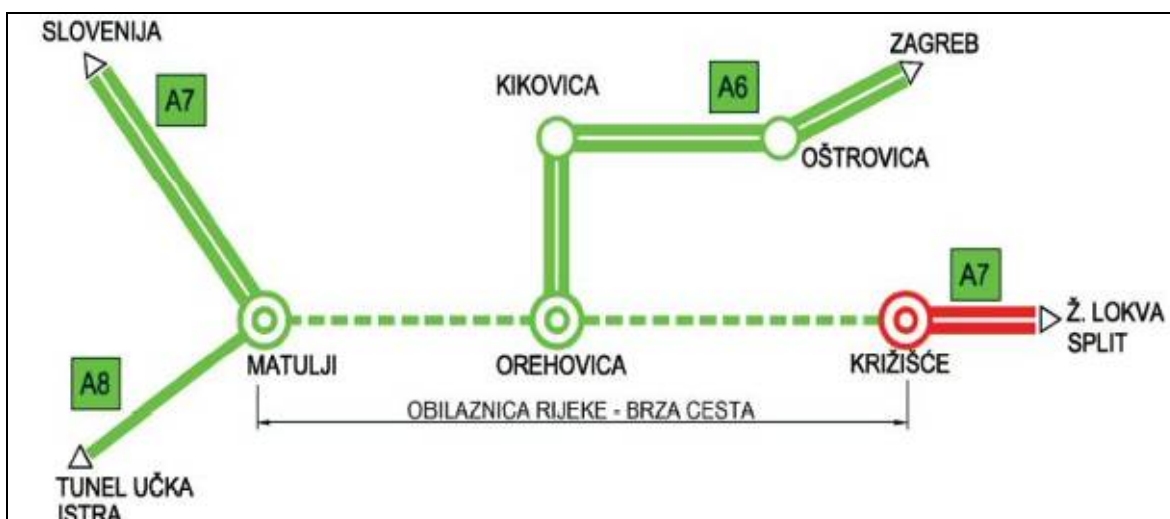 SLOVENIJA
A7
KIKOVICA
A6
ZAGREB
OŠTROVICA
A7
Ž. LOKVA
SPLIT
MATULJI
OREHOVICA
KRIŽIŠĆE
A8
OBILAZNICA RIJEKE - BRZA CESTA
TUNEL UČKA
ISTRA